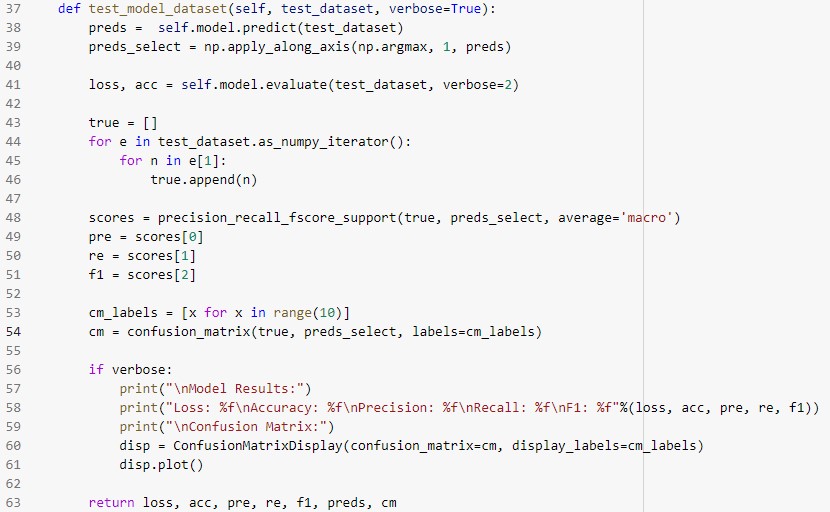 37 def test_model_dataset(self, test_dataset, verbose=True):
38 preds =  self.model.predict(test_dataset)
39 preds_select = np.apply_along_axis(np.argmax, 1, preds)
40
41 loss, acc = self.model.evaluate(test_dataset, verbose=2)
42
43 true = []
44 for e in test_dataset.as_numpy_iterator():
45 for n in e[1]:
46 true.append(n)
47
48 scores = precision_recall_fscore_support(true, preds_select, average='macro')
49 pre = scores[0]
50 re = scores[1]
51 f1 = scores[2]
52
53 cm_labels = [x for x in range(10)]
54 cm = confusion_matrix(true, preds_select, labels=cm_labels)
55
56 if verbose:
57 print("\nModel Results:")
58 print("Loss: %f\nAccuracy: %f\nPrecision: %f\nRecall: %f\nF1: %f"%(loss, acc, pre, re, f1))
59 print("\nConfusion Matrix:")
60 disp = ConfusionMatrixDisplay(confusion_matrix=cm, display_labels=cm_labels)
61 disp.plot()
62
63 return loss, acc, pre, re, f1, preds, cm